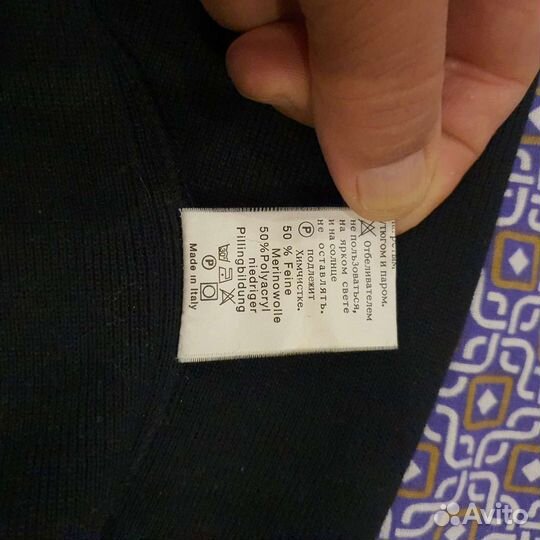 утюгом и паром.
Отбеливателем
не пользоваться,
на ярком свете
и на солнце
не оставлять.
P подлежит
Химчистке.
50 % Feine
Merinowolle
50%Polyacryl
niedriger
Pillingbildung
P
Made in Italy
Avito